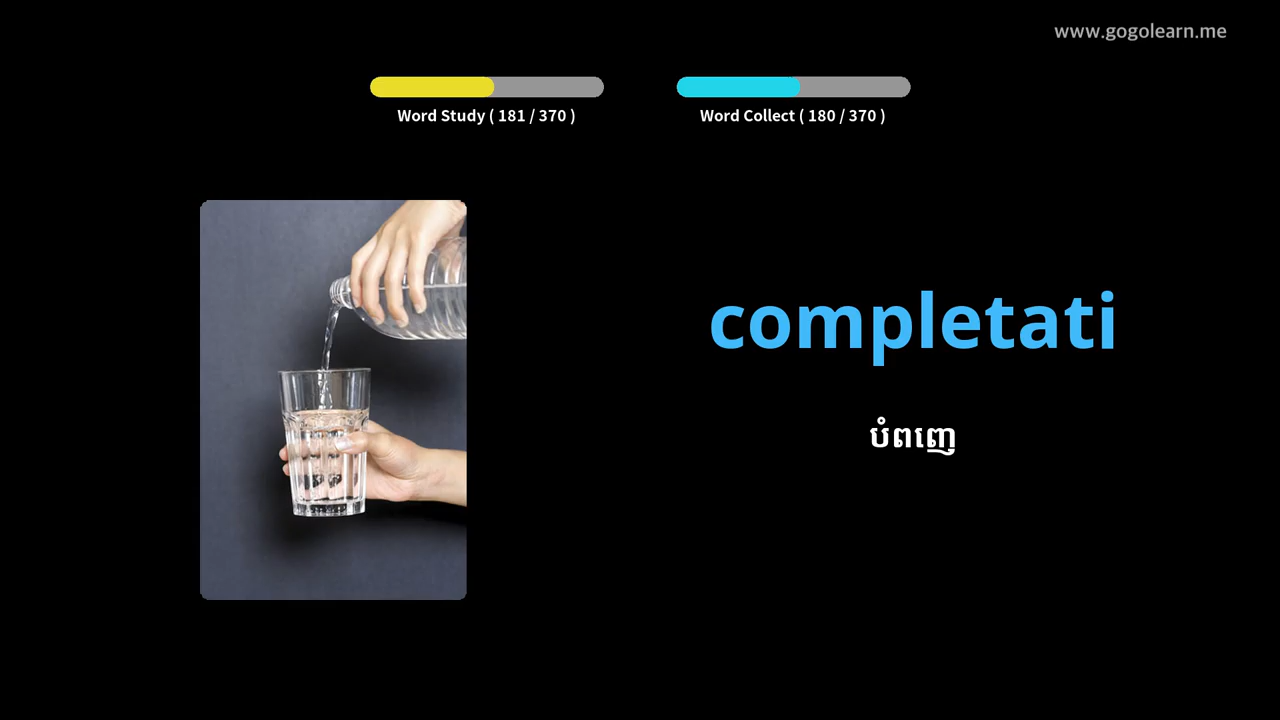 www.gogolearn.me
Word Study ( 181 / 370 )
Word Collect ( 180 / 370 )
completati
បំពញេ